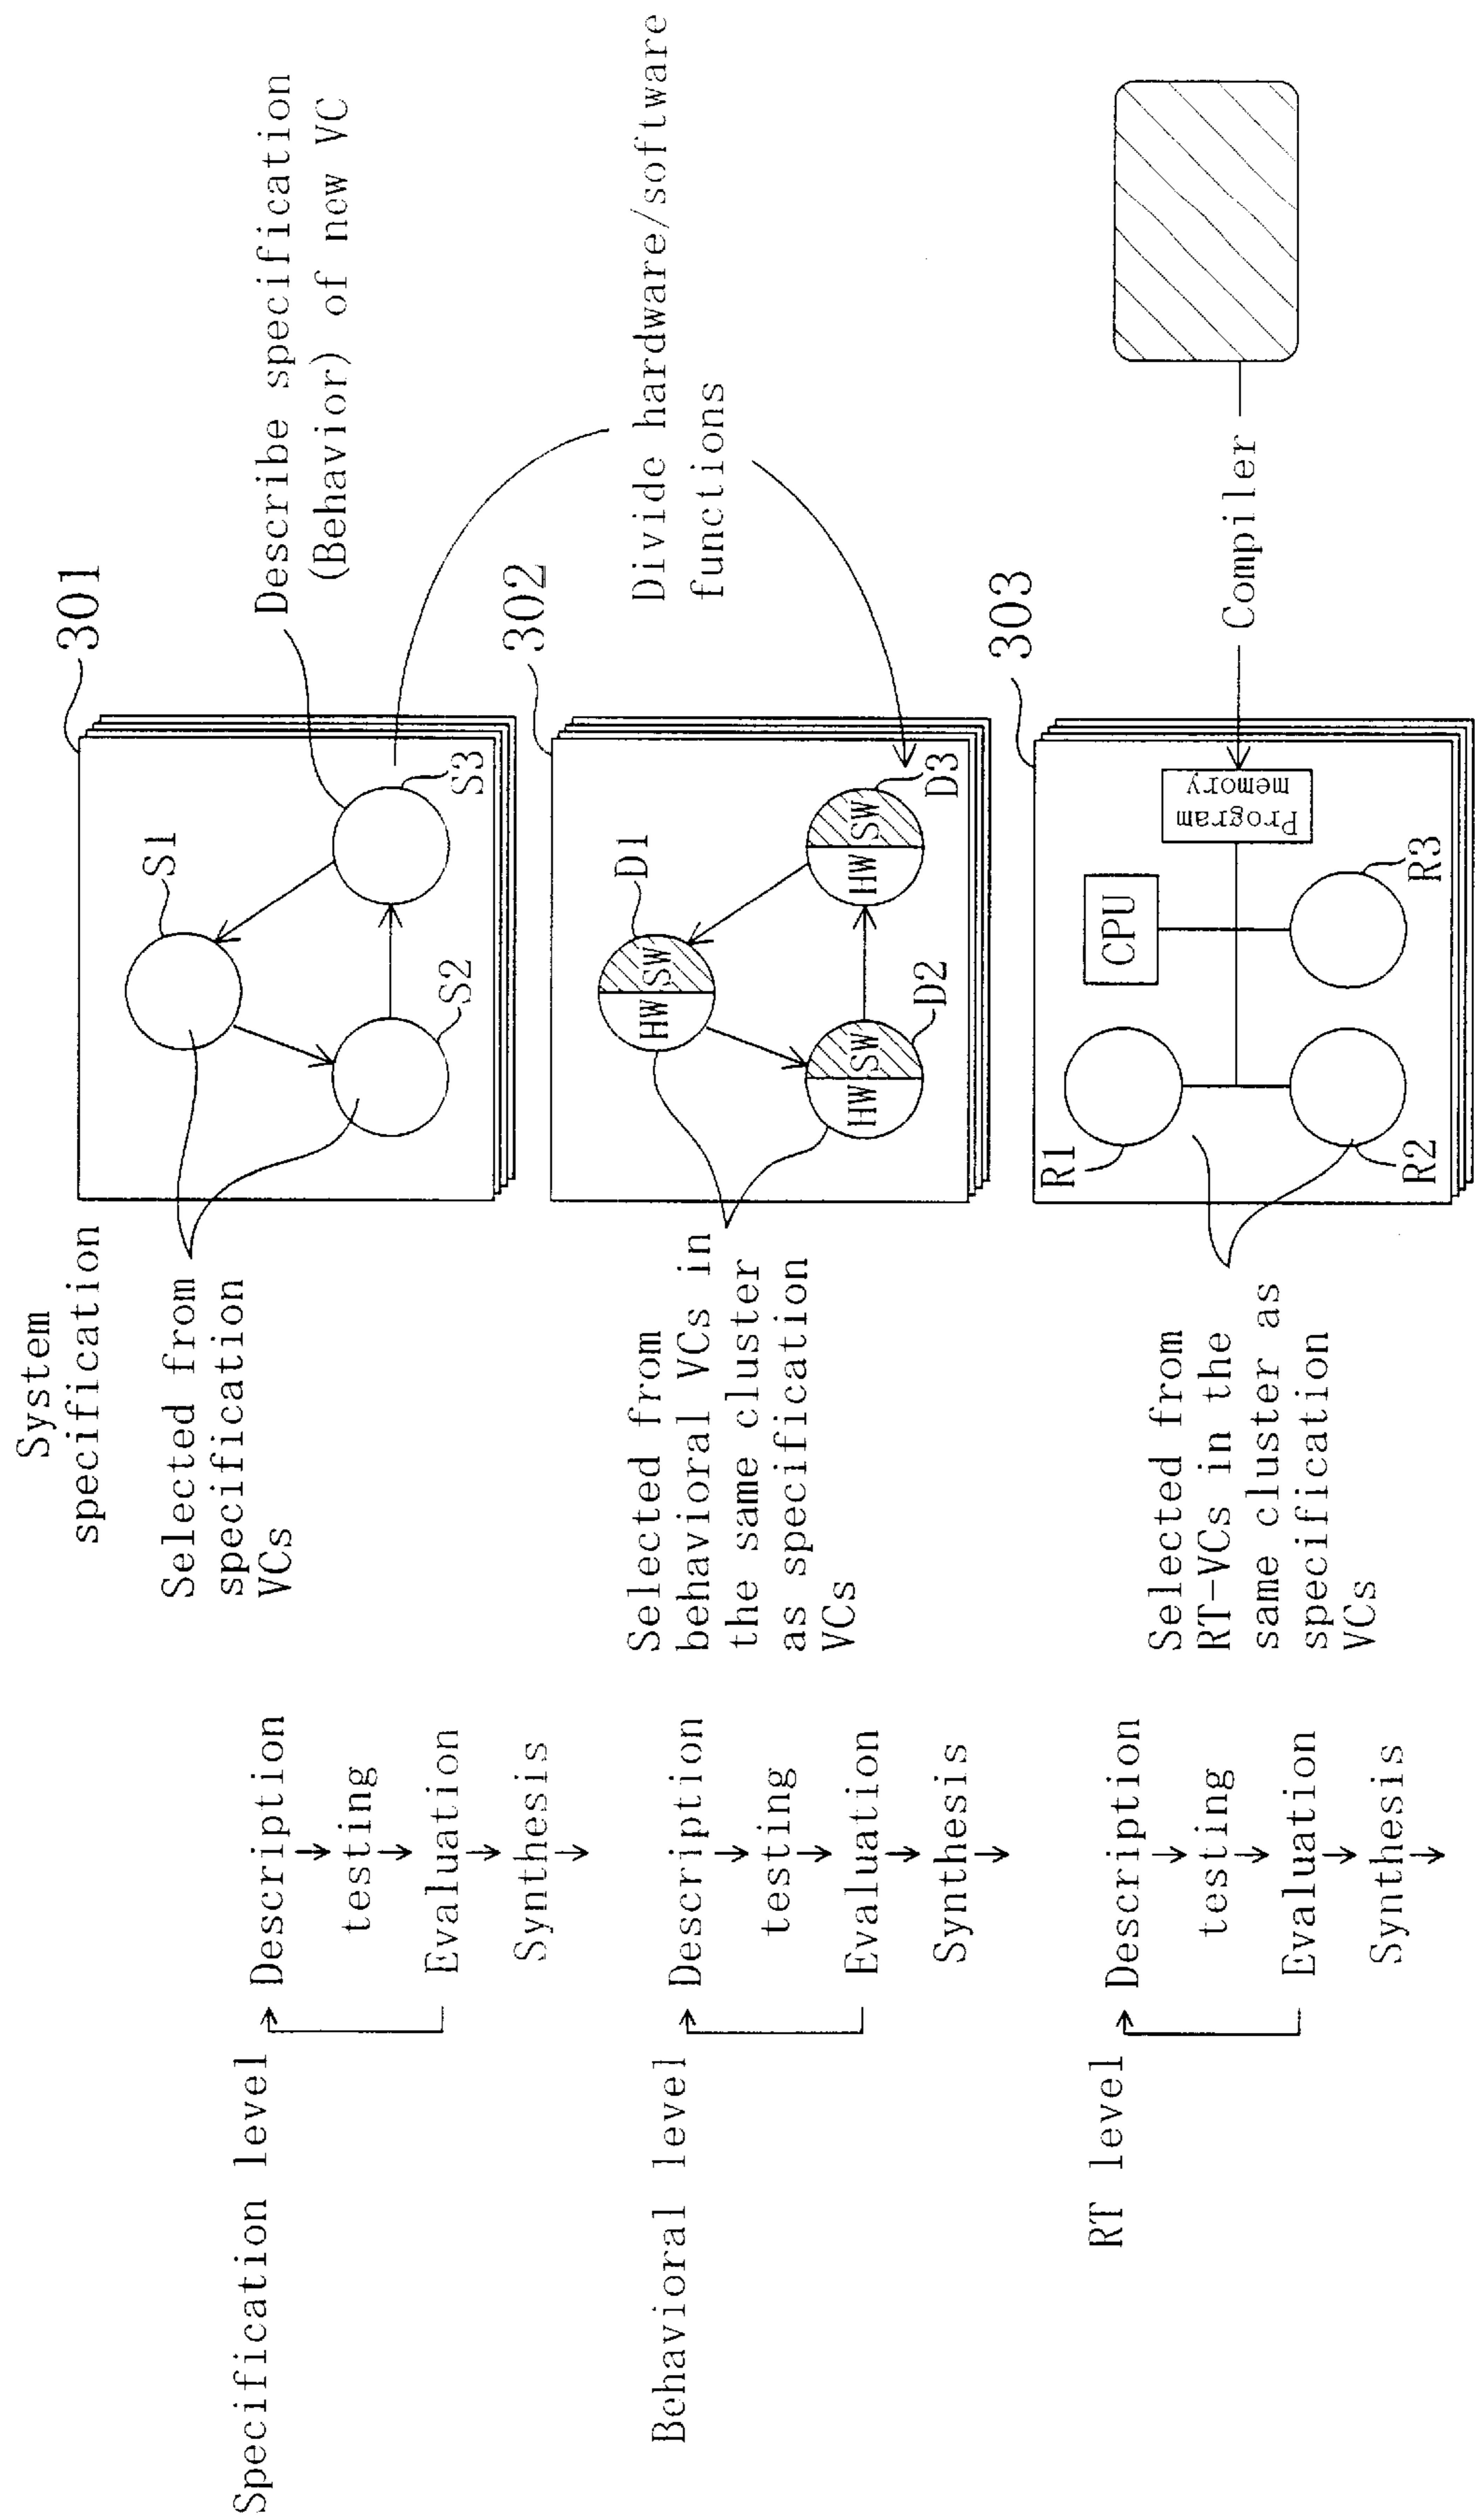 Specification level
Description
testing
Evaluation
Synthesis
System
specification
Selected from
specification
VCs
301
S1
S2
S3
Describe specification
(Behavior) of new VC
Divide hardware/software
functions
Behavioral level
Description
testing
Evaluation
Synthesis
Selected from
behavioral VCs in
the same cluster
as specification
VCs
302
D1
HW SW
D2
HW SW
D3
HW SW
RT level
Description
testing
Evaluation
Synthesis
Selected from
RT-VCs in the
same cluster as
specification
VCs
303
R1
R2
R3
CPU
Program
memory
Compiler